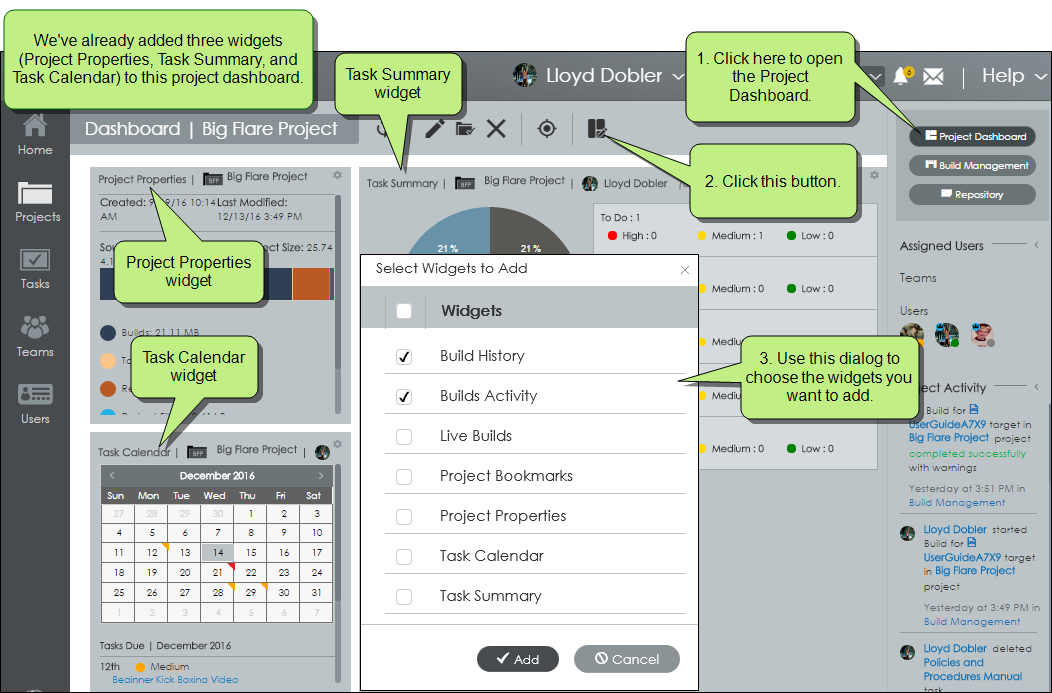 We've already added three widgets
(Project Properties, Task Summary, and
Task Calendar) to this project dashboard.
Task Summary
widget
1. Click here to open
the Project
Dashboard.
Lloyd Dobler
Help
Dashboard | Big Flare Project
2. Click this button.
Home
Projects
Tasks
Teams
Users
Project Properties |
BFP
Big Flare Project
Created:
10:14
Last Modified:
AM
12/13/16 3:49 PM
Project Properties
widget
Size: 25.74
Builds: 21.11 MB
Task Calendar
widget
Task Calendar |
BFP
Big Flare Project |
December 2016
Sun Mon Tue Wed Thu Fri Sat
27 28 29 30 1 2 3
4 5 6 7 8 9 10
11 12 13 14 15 16 17
18 19 20 21 22 23 24
25 26 27 28 29 30 31
1 2 3 4 5 6 7
Tasks Due | December 2016
12th Medium
Beginner Kick Boxing Video
Task Summary |
BFP
Big Flare Project |
Lloyd Dobler
21 %
21 %
To Do : 1
High : 0 Medium : 1 Low : 0
Medium : 0 Low : 0
Medium : 0 Low : 0
Select Widgets to Add
Widgets
Build History
Builds Activity
Live Builds
Project Bookmarks
Project Properties
Task Calendar
Task Summary
Add
Cancel
3. Use this dialog to
choose the widgets you
want to add.
Project Dashboard
Build Management
Repository
Assigned Users
Teams
Users
Activity
Build for
UserGuideA7X9 target in
Big Flare Project project
completed successfully
with warnings
Yesterday at 3:51 PM in
Build Management
Lloyd Dobler started
Build for
UserGuideA7X9 target
in Big Flare Project
project
Yesterday at 3:49 PM in
Build Management
Lloyd Dobler deleted
Policies and
Procedures Manual
task